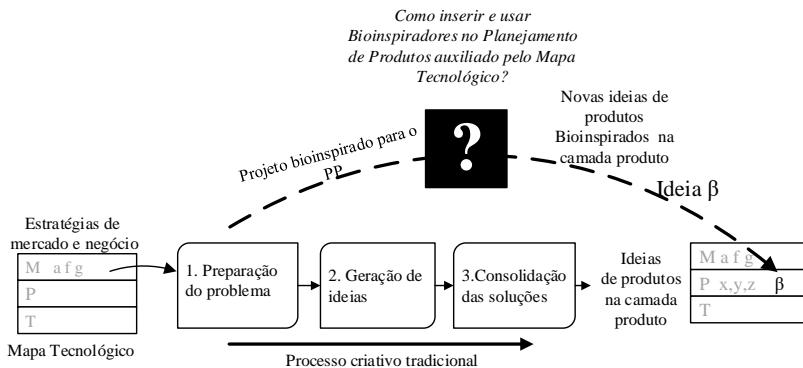 Como inserir e usar
Bioinspiradores no Planejamento
de Produtos auxiliado pelo Mapa
Tecnológico?
Projeto bioinspirado para o
PP
?
Novas ideias de
produtos
Bioinspirados na
camada produto
Ideia β
Estratégias de
mercado e negócio
M a f g
P
T
Mapa Tecnológico
1. Preparação
do problema
2. Geração de
ideias
3.Consolidação
das soluções
Ideias
de produtos
na camada
produto
M a f g
P x,y,z β
T
Processo criativo tradicional